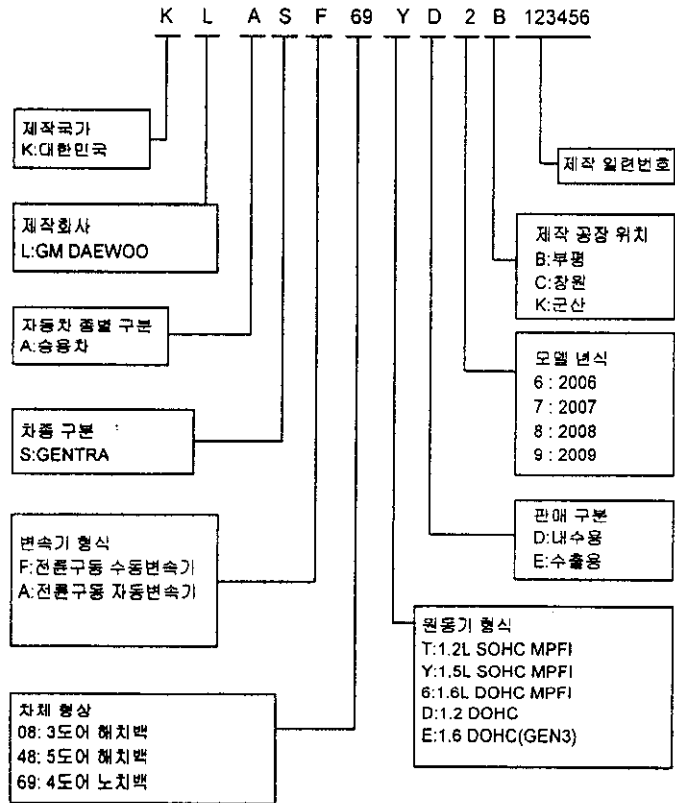 K L A S F 69 Y D 2 B 123456
제작국가
K:대한민국
제작회사
L:GM DAEWOO
자동차 종별 구분
A:승용차
차종 구분
S:GENTRA
변속기 형식
F:전륜구동 수동변속기
A:전륜구동 자동변속기
차체 형상
08: 3도어 해치백
48: 5도어 해치백
69: 4도어 노치백
제작 일련번호
제작 공장 위치
B:부평
C:창원
K:군산
모델 년식
6 : 2006
7 : 2007
8 : 2008
9 : 2009
판매 구분
D:내수용
E:수출용
원동기 형식
T:1.2L SOHC MPFI
Y:1.5L SOHC MPFI
6:1.6L DOHC MPFI
D:1.2 DOHC
E:1.6 DOHC(GEN3)